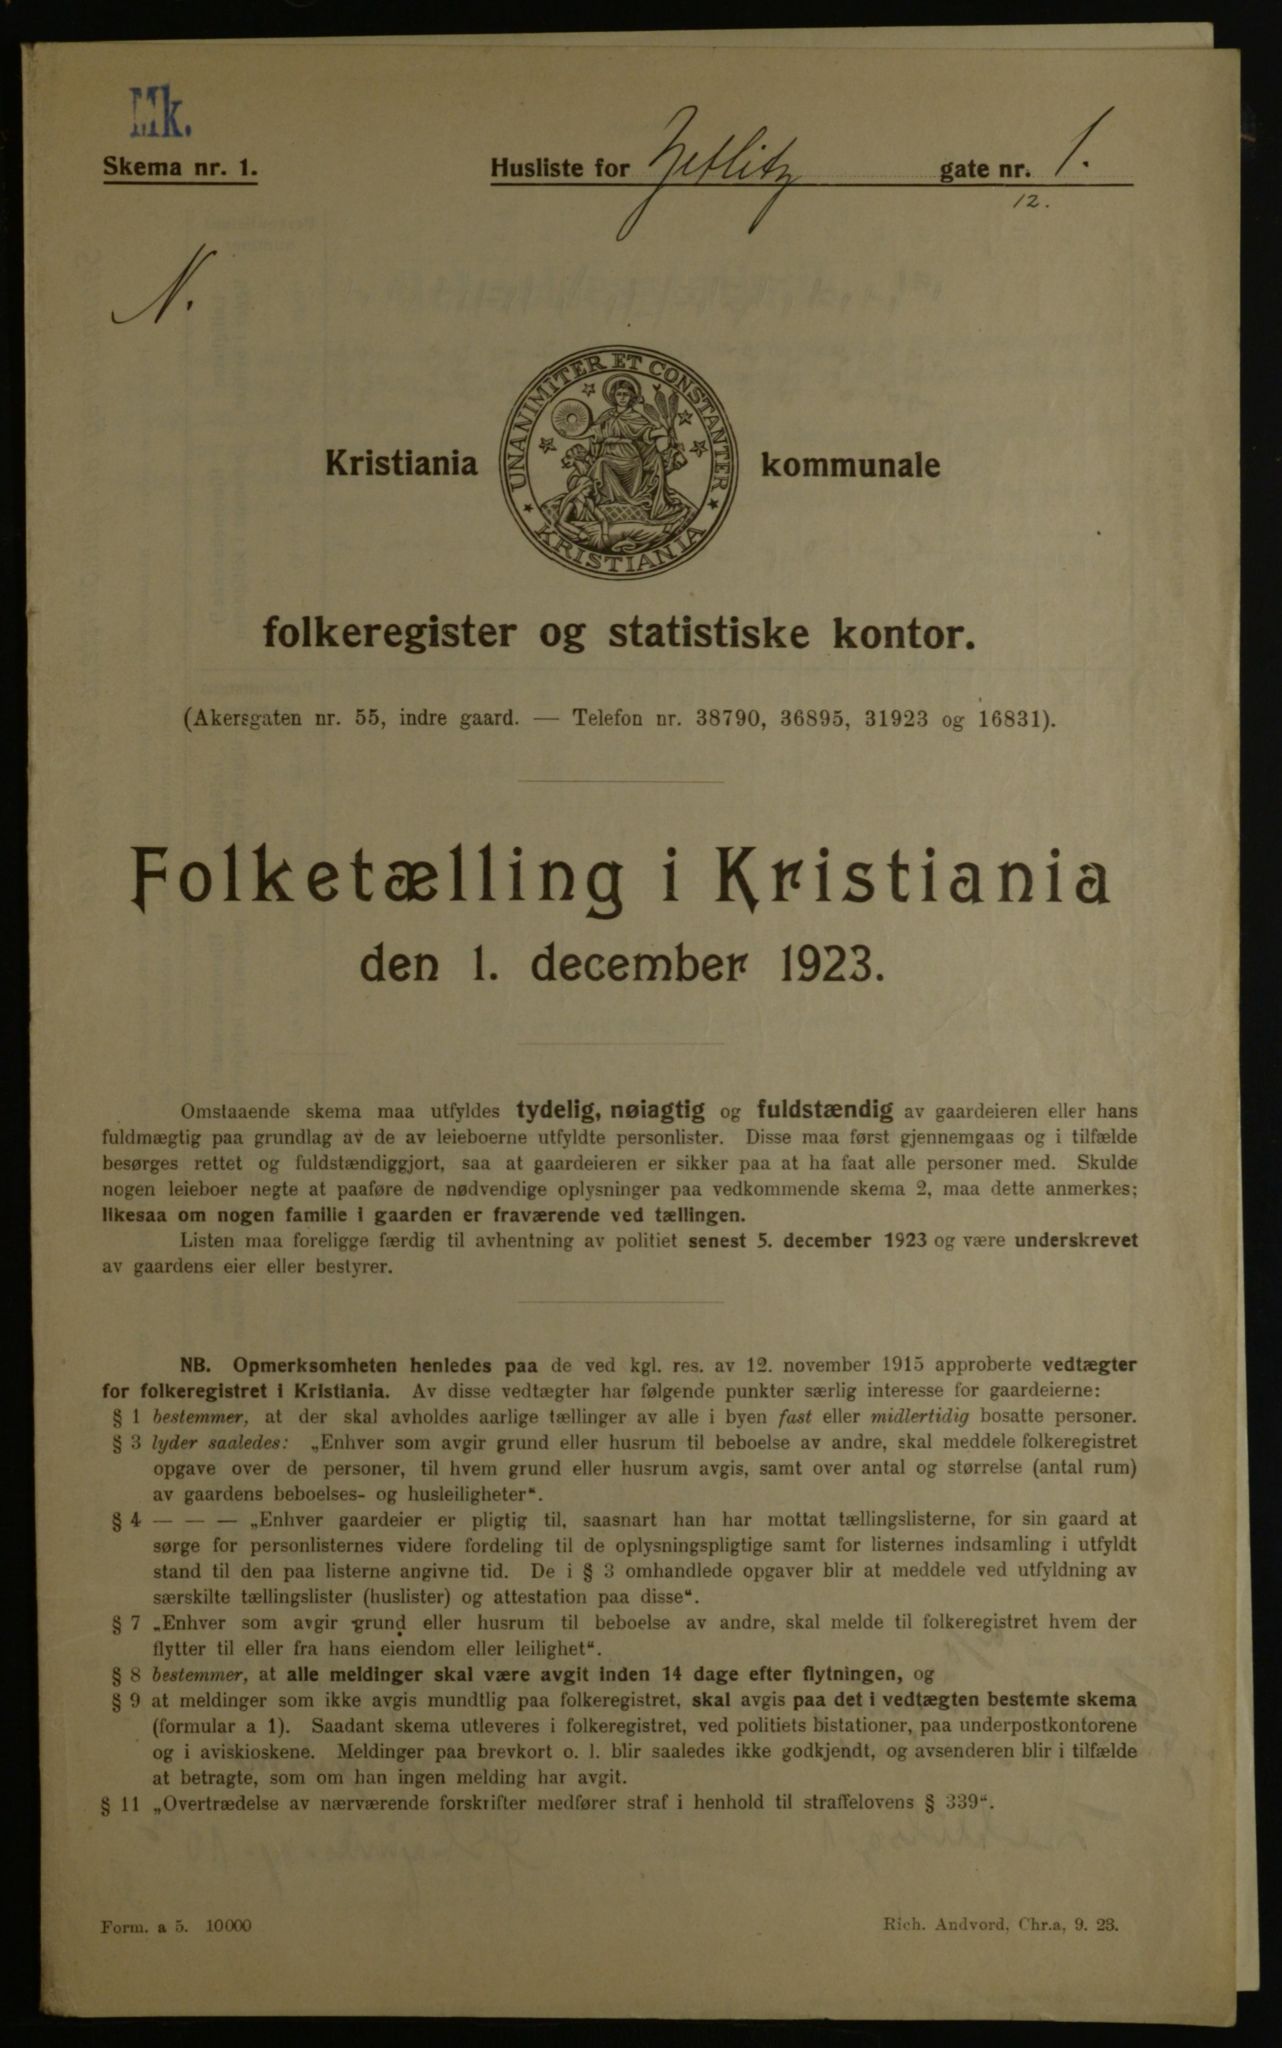 Mk.
Skema nr. 1.
Husliste for Zetlitz gate nr. 1.
12.
N.
UNANIMITER ET CONSTANTER
KRISTIANIA
Kristiania kommunale
folkeregister og statistiske kontor.
(Akersgaten nr. 55, indre gaard. — Telefon nr. 38790, 36895, 31923 og 16831).
Folketælling i Kristiania
den 1. december 1923.
Omstaaende skema maa utfyldes tydelig, nøiagtig og fuldstændig av gaardeieren eller hans
fuldmægtig paa grundlag av de av leieboerne utfyldte personlister. Disse maa først gjennemgaas og i tilfælde
besørges rettet og fuldstændiggjort, saa at gaardeieren er sikker paa at ha faat alle personer med. Skulde
nogen leieboer negte at paaføre de nødvendige oplysninger paa vedkommende skema 2, maa dette anmerkes;
likesaa om nogen familie i gaarden er fraværende ved tællingen.
Listen maa foreligge færdig til avhentning av politiet senest 5. december 1923 og være underskrevet
av gaardens eier eller bestyrer.
NB. Opmerksomheten henledes paa de ved kgl. res. av 12. november 1915 approberte vedtægter
for folkeregistret i Kristiania. Av disse vedtægter har følgende punkter særlig interesse for gaardeierne:
§ 1 bestemmer, at der skal avholdes aarlige tællinger av alle i byen fast eller midlertidig bosatte personer.
§ 3 lyder saaledes: „Enhver som avgir grund eller husrum til beboelse av andre, skal meddele folkeregistret
opgave over de personer, til hvem grund eller husrum avgis, samt over antal og størrelse (antal rum)
av gaardens beboelses- og husleiligheter“.
§ 4 — — — „Enhver gaardeier er pligtig til, saasnart han har mottat tællingslisterne, for sin gaard at
sørge for personlisternes videre fordeling til de oplysningspligtige samt for listernes indsamling i utfyldt
stand til den paa listerne angivne tid. De i § 3 omhandlede opgaver blir at meddele ved utfyldning av
særskilte tællingslister (huslister) og attestation paa disse“.
§ 7 „Enhver som avgir grund eller husrum til beboelse av andre, skal melde til folkeregistret hvem der
flytter til eller fra hans eiendom eller leilighet“.
§ 8 bestemmer, at alle meldinger skal være avgit inden 14 dage efter flytningen, og
§ 9 at meldinger som ikke avgis mundtlig paa folkeregistret, skal avgis paa det i vedtægten bestemte skema
(formular a 1). Saadant skema utleveres i folkeregistret, ved politiets bistationer, paa underpostkontorene
og i aviskioskene. Meldinger paa brevkort o. l. blir saaledes ikke godkjendt, og avsenderen blir i tilfælde
at betragte, som om han ingen melding har avgit.
§ 11 „Overtrædelse av nærværende forskrifter medfører straf i henhold til straffelovens § 339“.
Form. a 5. 10000
Rich. Andvord, Chr.a, 9. 23.